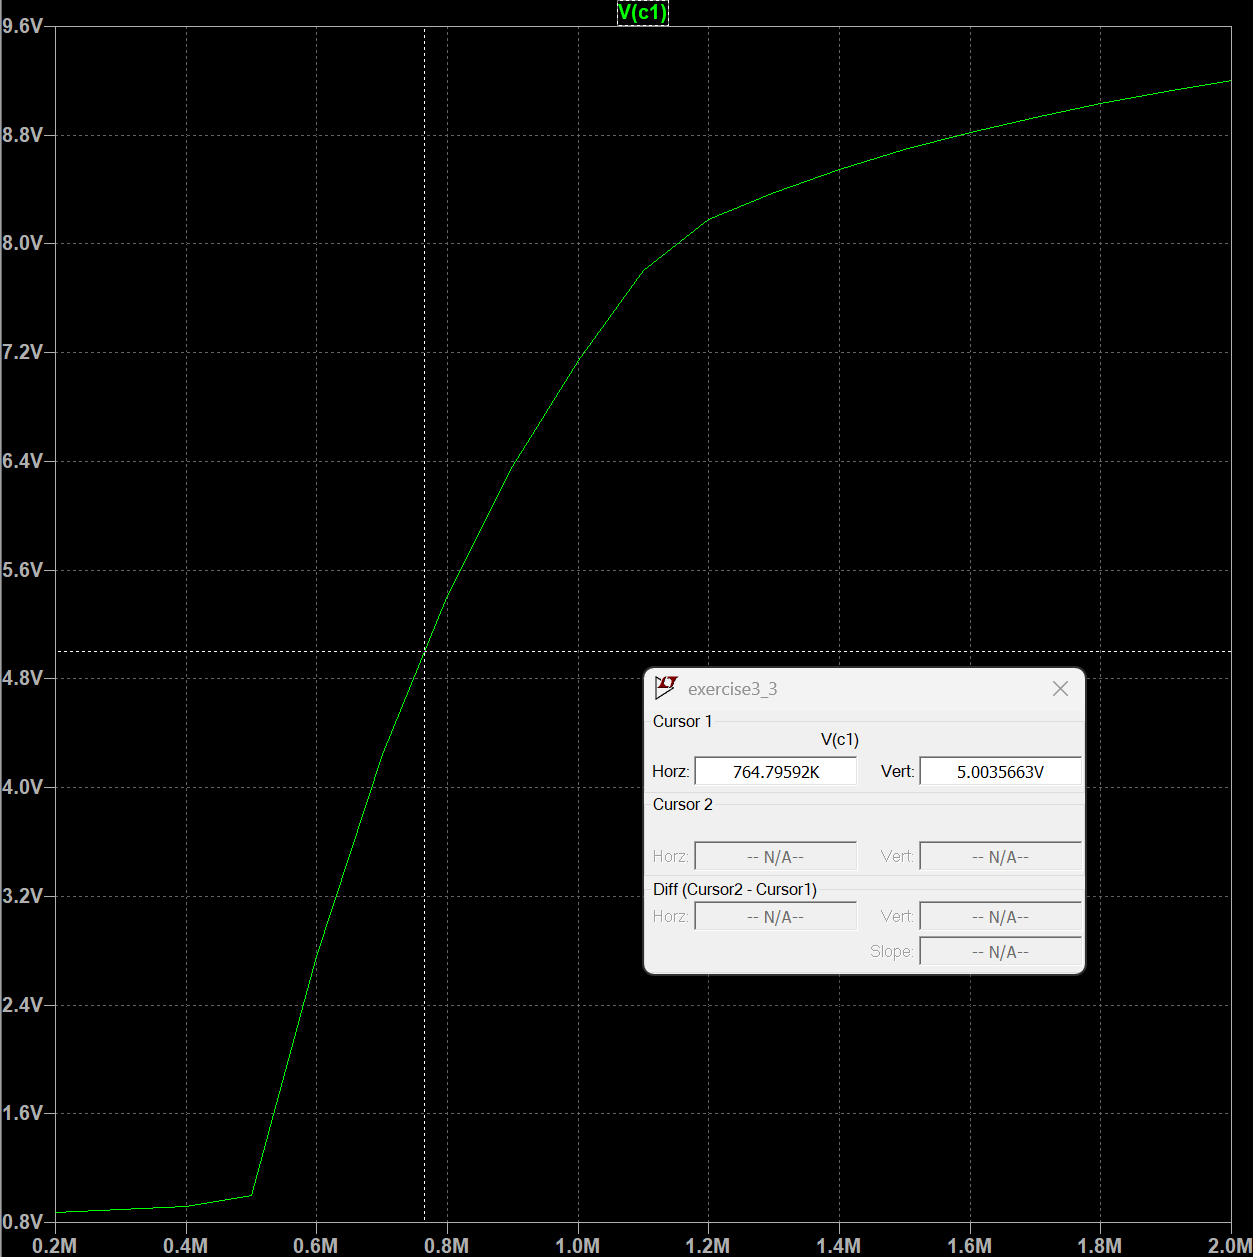 V(c1)
9.6V
8.8V
8.0V
7.2V
6.4V
5.6V
4.8V
4.0V
3.2V
2.4V
1.6V
0.8V
exercise3_3
Cursor 1
V(c1)
Horz: 764.79592K Vert: 5.0035663V
Cursor 2
Horz: -- N/A-- Vert: -- N/A--
Diff (Cursor2 - Cursor1)
Horz: -- N/A-- Vert: -- N/A--
Slope: -- N/A--
0.2M 0.4M 0.6M 0.8M 1.0M 1.2M 1.4M 1.6M 1.8M 2.0M